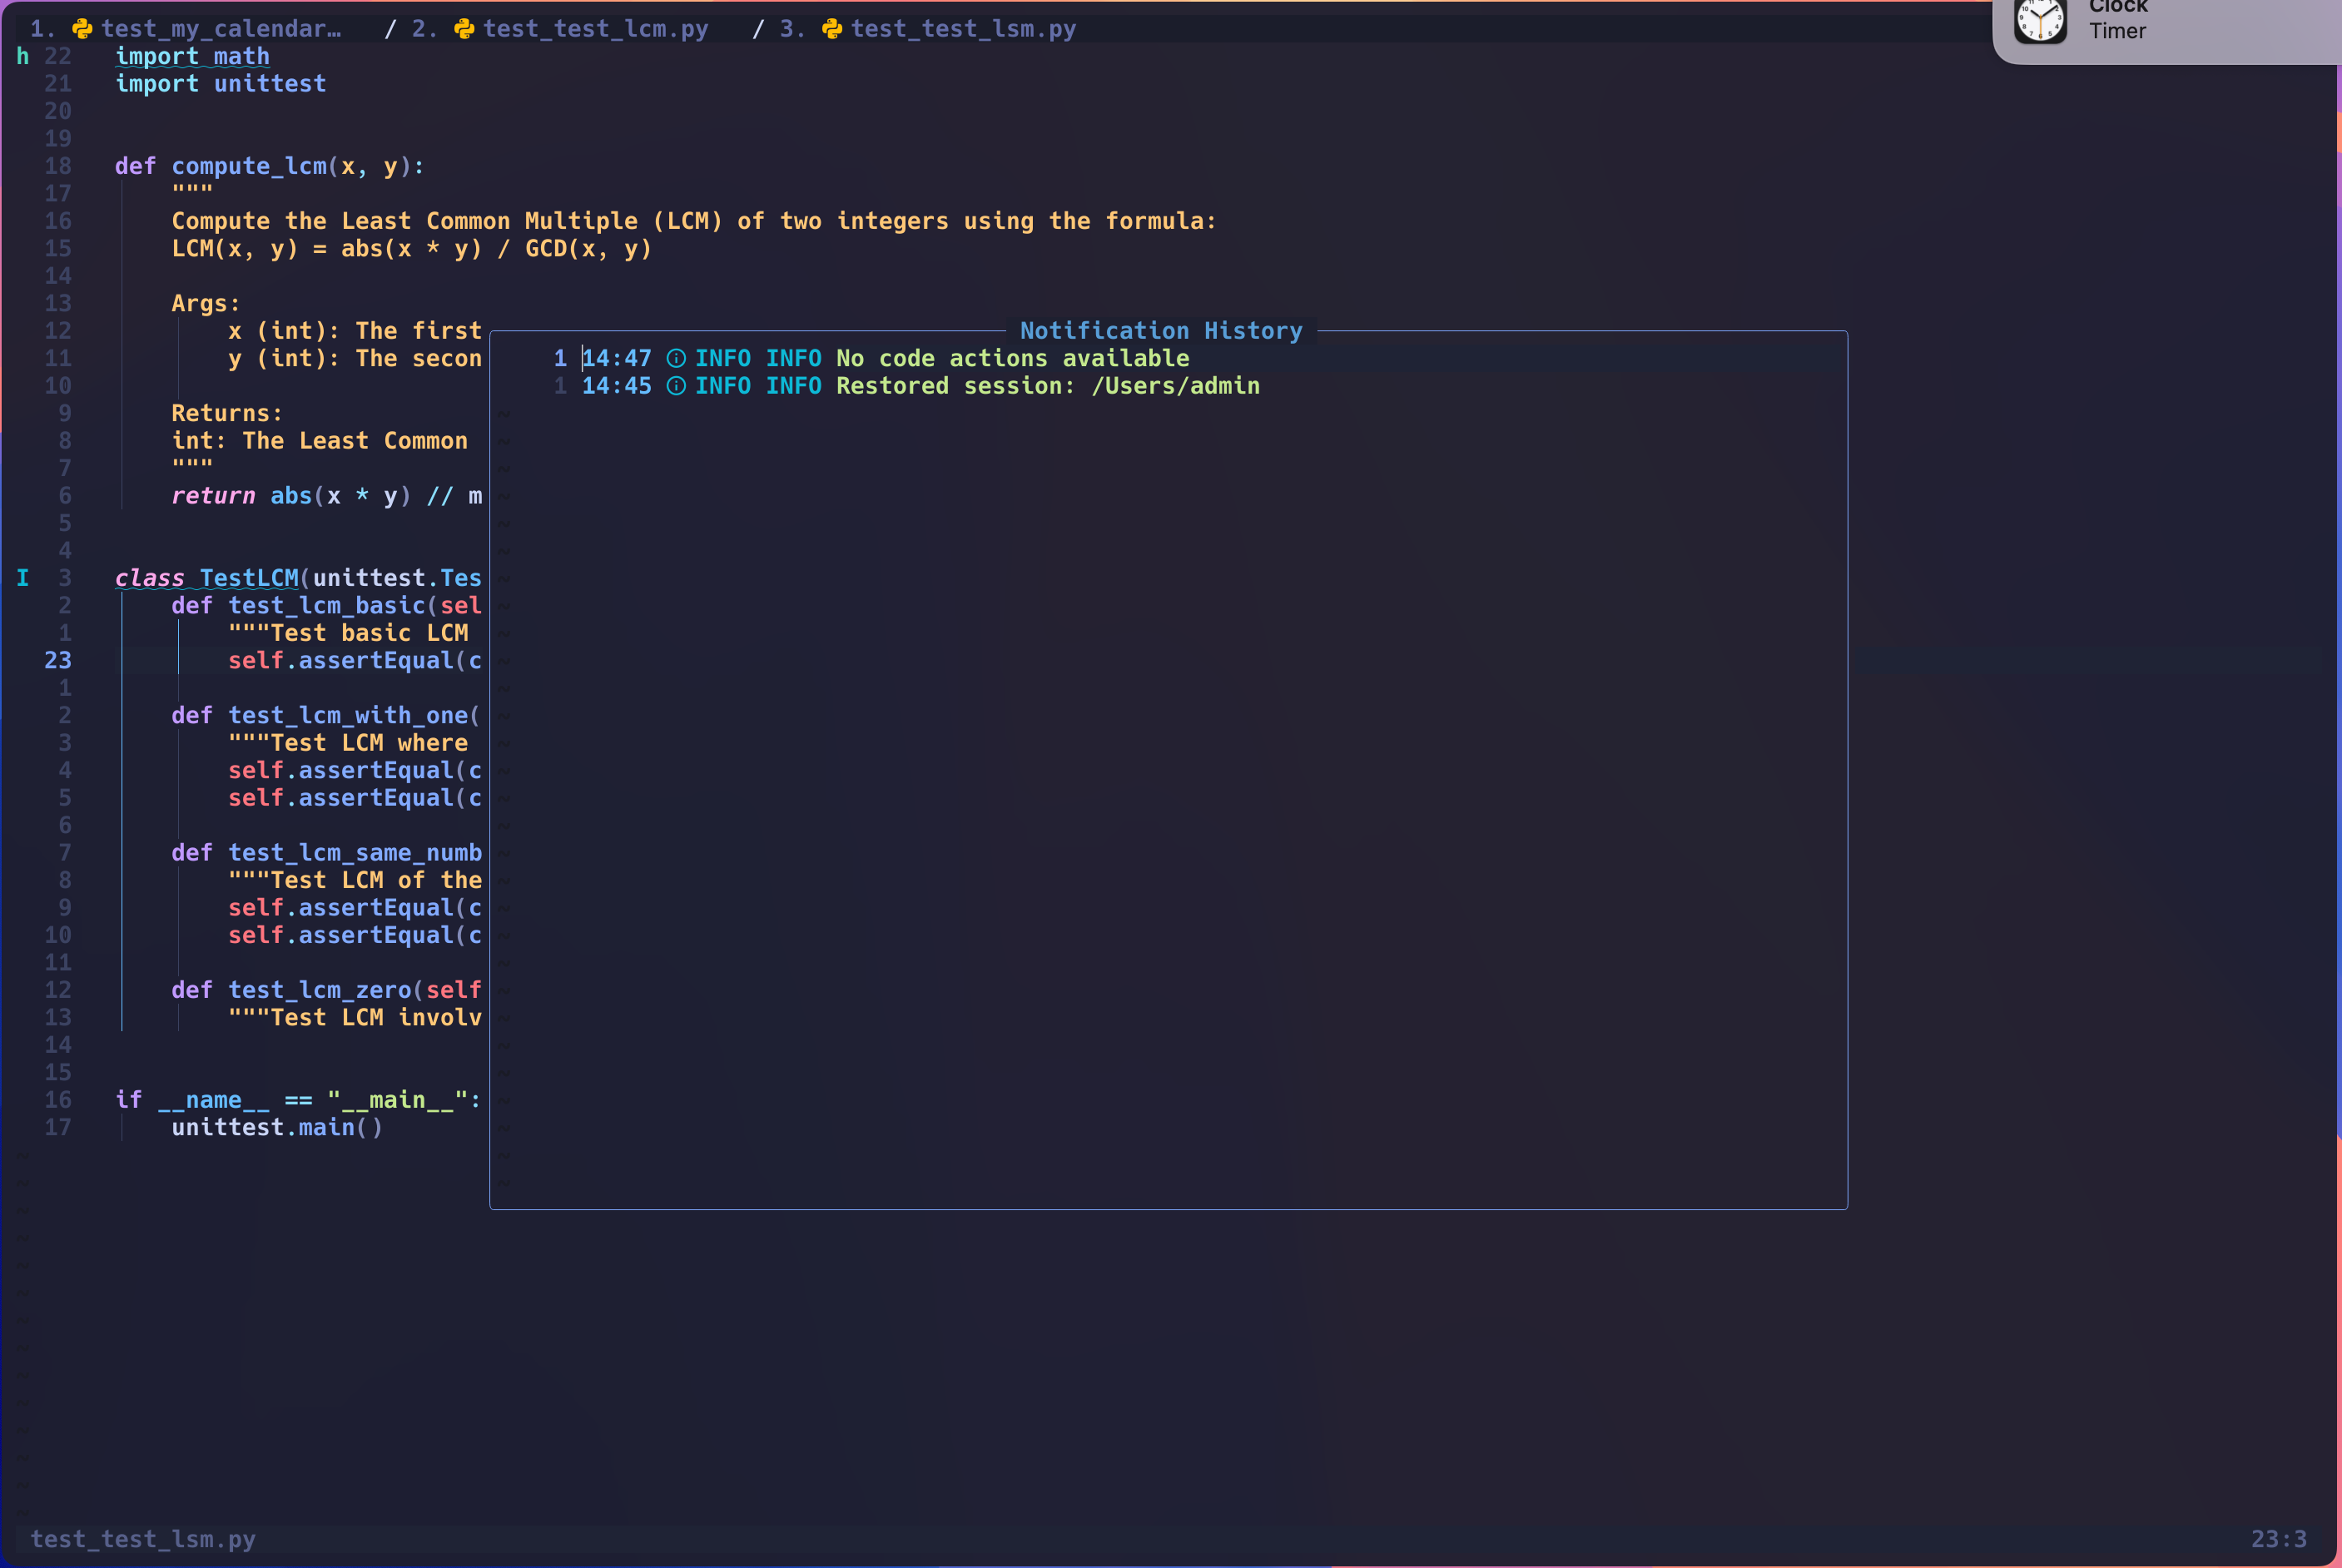 1. test_my_calendar… / 2. test_test_lcm.py / 3. test_test_lsm.py
Clock
Timer
h 22 import math
21 import unittest
20
19
18 def compute_lcm(x, y):
17 """
16 Compute the Least Common Multiple (LCM) of two integers using the formula:
15 LCM(x, y) = abs(x * y) / GCD(x, y)
14
13 Args:
12 x (int): The first
11 y (int): The secon
10
9 Returns:
8 int: The Least Common
7 """
6 return abs(x * y) // m
5
4
I 3 class TestLCM(unittest.Tes
2 def test_lcm_basic(sel
1 """Test basic LCM
23 self.assertEqual(c
1
2 def test_lcm_with_one(
3 """Test LCM where
4 self.assertEqual(c
5 self.assertEqual(c
6
7 def test_lcm_same_numb
8 """Test LCM of the
9 self.assertEqual(c
10 self.assertEqual(c
11
12 def test_lcm_zero(self
13 """Test LCM involv
14
15
16 if __name__ == "__main__":
17 unittest.main()
Notification History
1 14:47 INFO INFO No code actions available
1 14:45 INFO INFO Restored session: /Users/admin
test_test_lsm.py
23:3